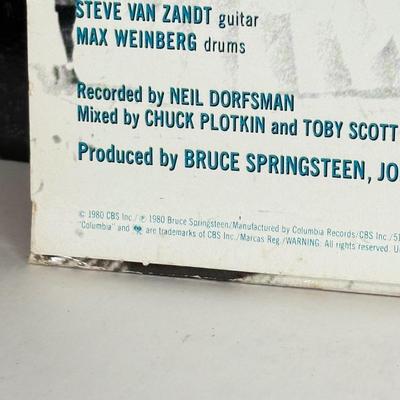 STEVE VAN ZANDT guitar
MAX WEINBERG drums
Recorded by NEIL DORFSMAN
Mixed by CHUCK PLOTKIN and TOBY SCOTT
Produced by BRUCE SPRINGSTEEN, JO
© 1980 CBS Inc./ ℗ 1980 Bruce Springsteen/Manufactured by Columbia Records/CBS Inc./51
"Columbia" and are trademarks of CBS Inc./Marcas Reg./WARNING: All rights reserved. U